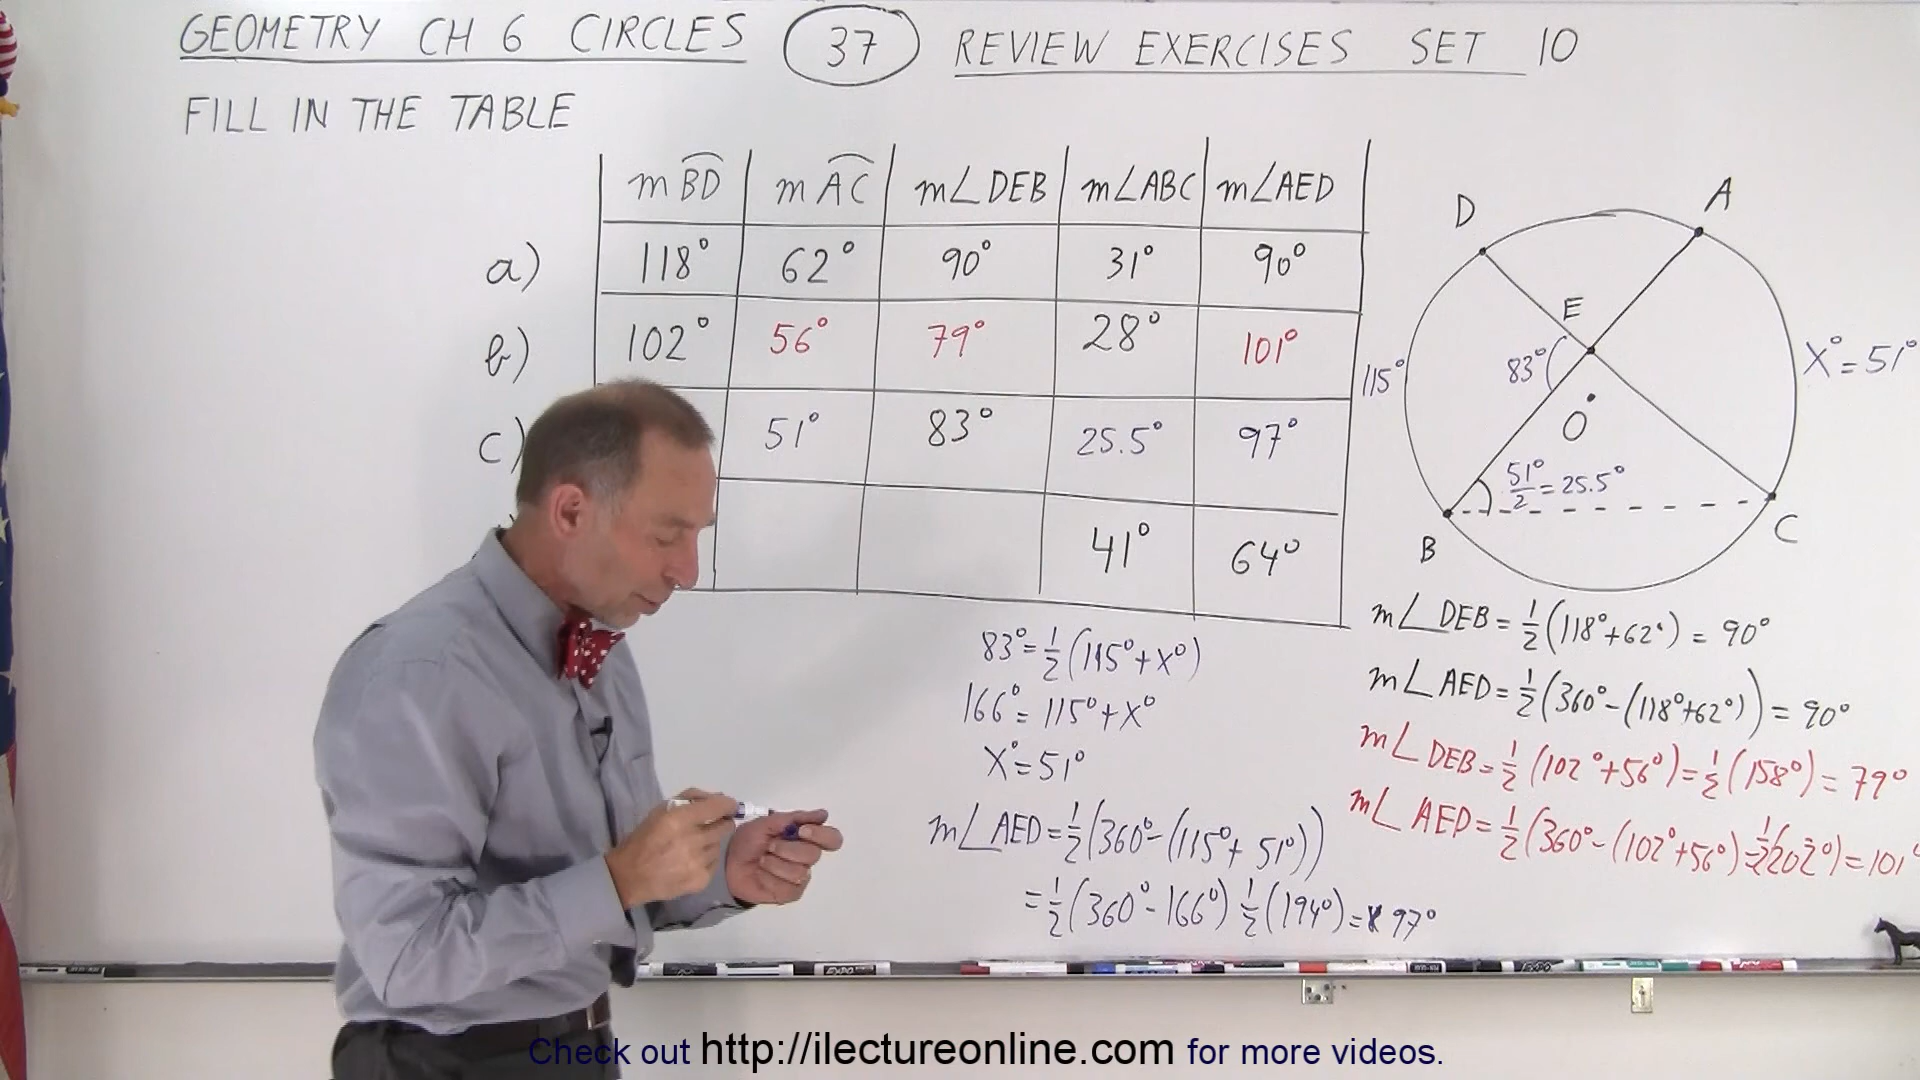 GEOMETRY CH 6 CIRCLES 37 REVIEW EXERCISES SET 10
FILL IN THE TABLE
mBD mAC m∠DEB m∠ABC m∠AED
a) 118° 62° 90° 31° 90°
b) 102° 56° 79° 28° 101°
c) 51° 83° 25.5° 97°
41° 64°
D
A
E
115°
83°
X° = 51°
O
51°/2 = 25.5°
B
C
83° = 1/2 (115° + X°)
166° = 115° + X°
X° = 51°
m∠AED = 1/2 (360° - (115° + 51°))
= 1/2 (360° - 166°) 1/2 (194°) = 97°
m∠DEB = 1/2 (118° + 62°) = 90°
m∠AED = 1/2 (360° - (118° + 62°)) = 90°
m∠DEB = 1/2 (102° + 56°) = 1/2 (158°) = 79°
m∠AED = 1/2 (360° - (102° + 56°) = 1/2 (202°) = 101°
Check out http://ilectureonline.com for more videos.